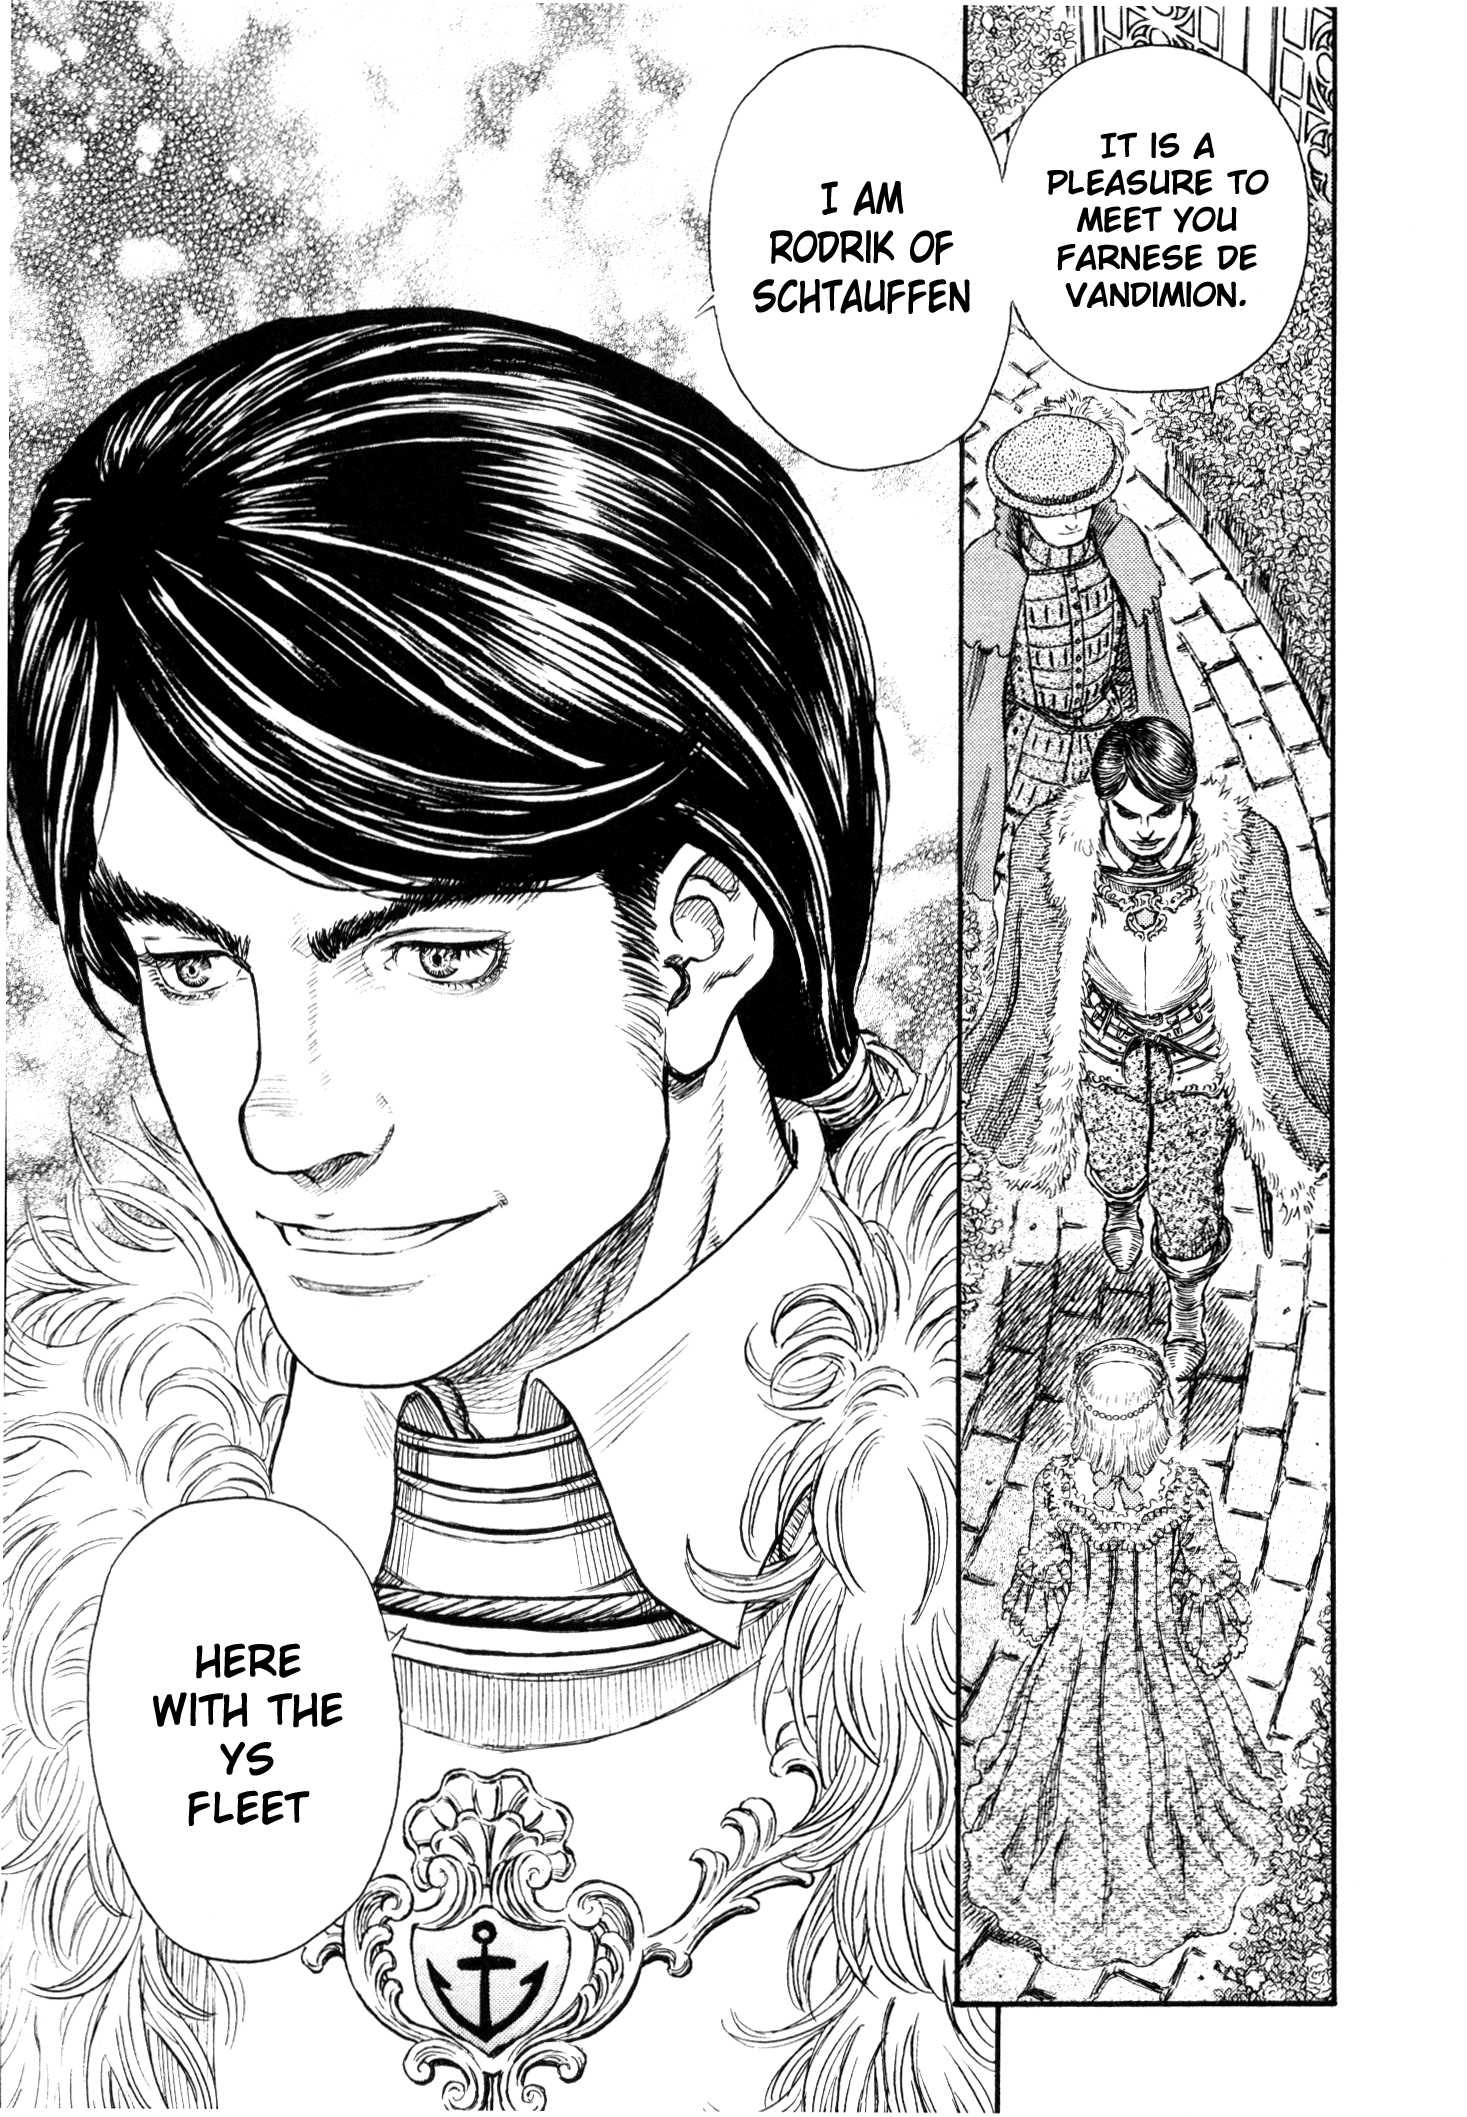 IT IS A
PLEASURE TO
MEET YOU
FARNESE DE
VANDIMION.
I AM
RODRIK OF
SCHTAUFFEN
HERE
WITH THE
YS
FLEET